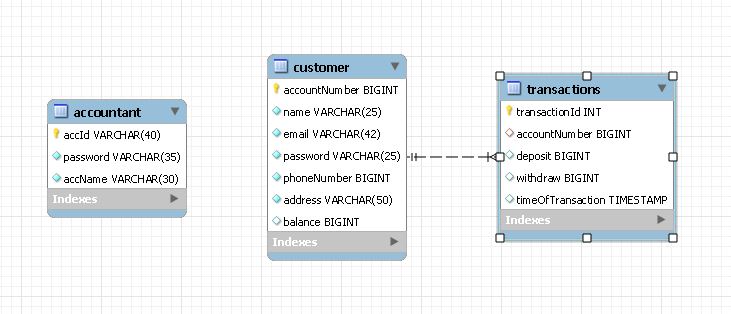 accountant
accId VARCHAR(40)
password VARCHAR(35)
accName VARCHAR(30)
Indexes
customer
accountNumber BIGINT
name VARCHAR(25)
email VARCHAR(42)
password VARCHAR(25)
phoneNumber BIGINT
address VARCHAR(50)
balance BIGINT
Indexes
transactions
transactionId INT
accountNumber BIGINT
deposit BIGINT
withdraw BIGINT
timeOfTransaction TIMESTAMP
Indexes